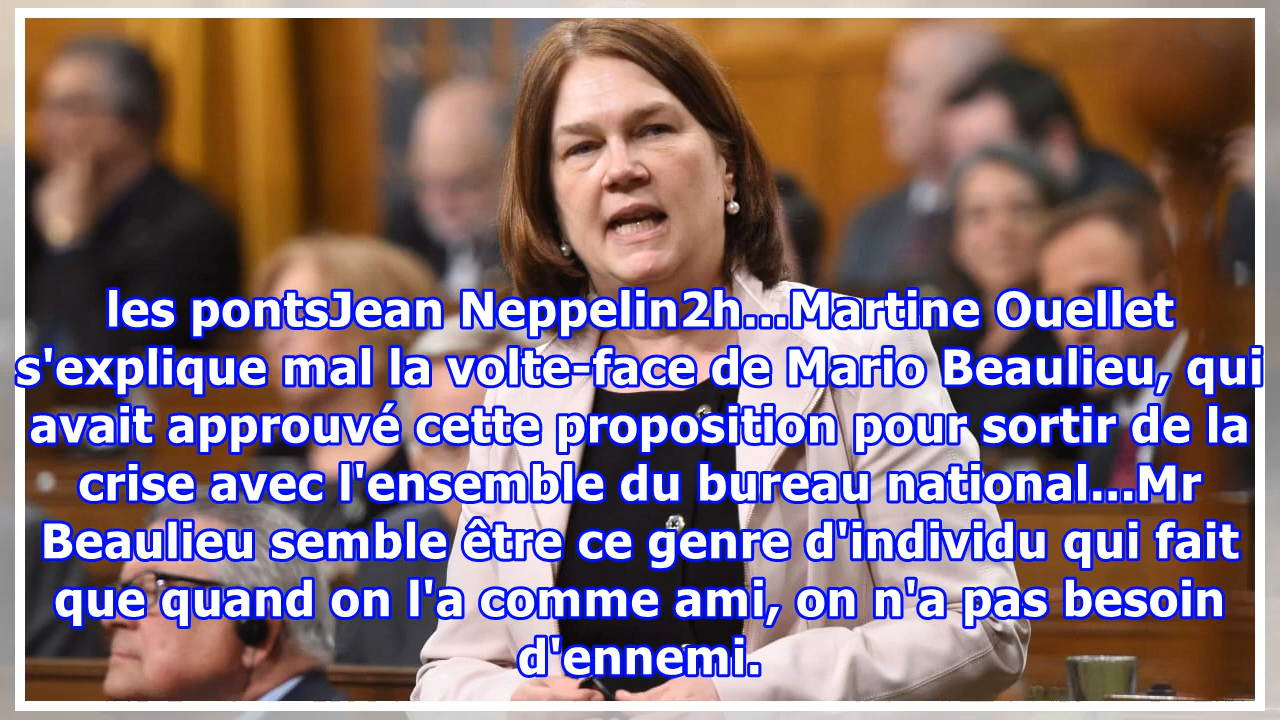 les pontsJean Neppelin2h...Martine Ouellet
s'explique mal la volte-face de Mario Beaulieu, qui
avait approuvé cette proposition pour sortir de la
crise avec l'ensemble du bureau national...Mr
Beaulieu semble être ce genre d'individu qui fait
que quand on l'a comme ami, on n'a pas besoin
d'ennemi.